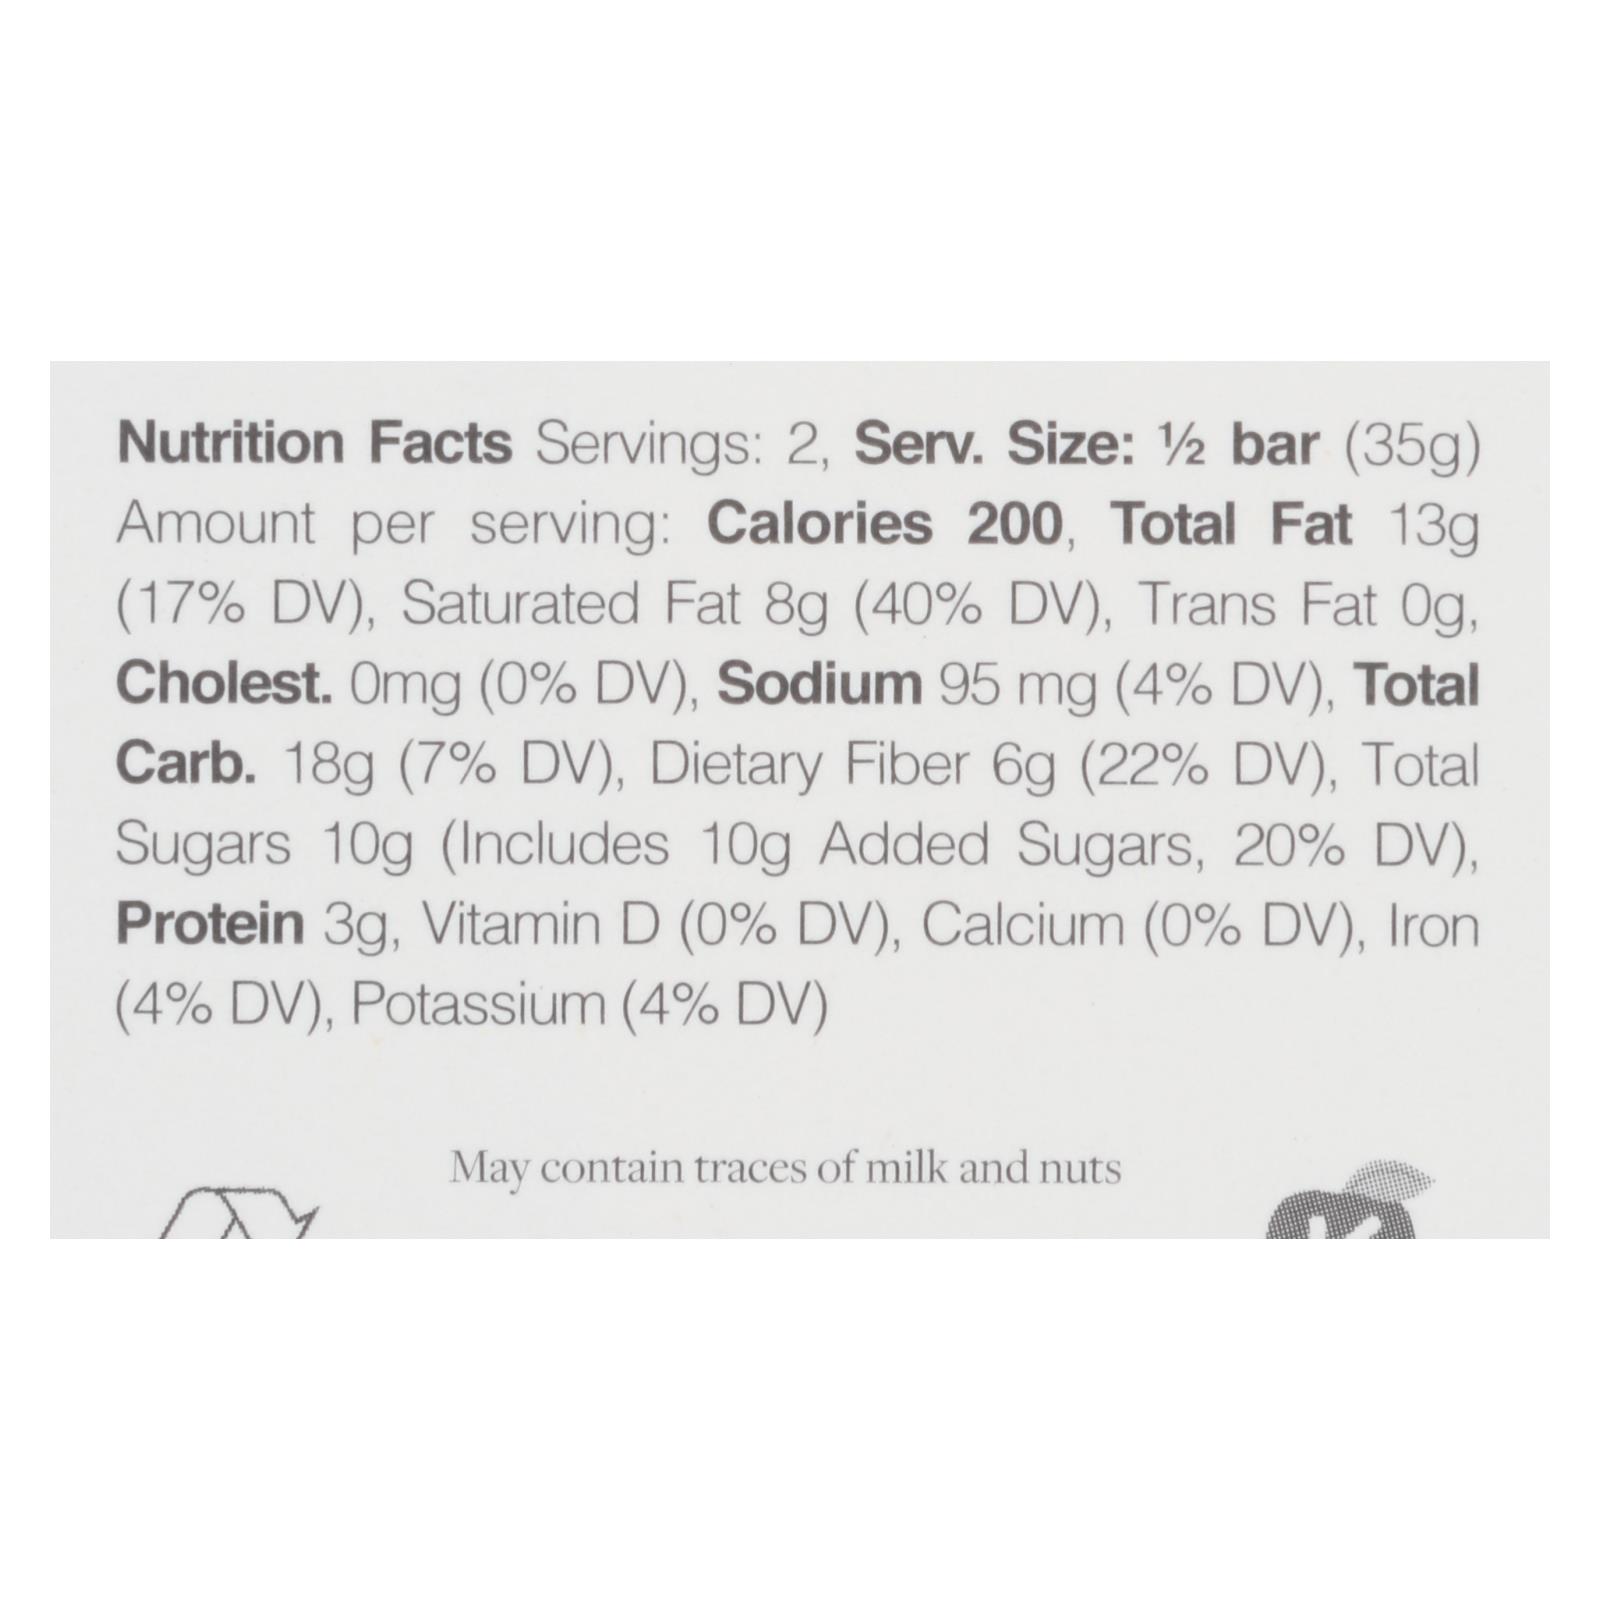 Nutrition Facts Servings: 2, Serv. Size: ½ bar (35g)
Amount per serving: Calories 200, Total Fat 13g
(17% DV), Saturated Fat 8g (40% DV), Trans Fat 0g,
Cholest. 0mg (0% DV), Sodium 95 mg (4% DV), Total
Carb. 18g (7% DV), Dietary Fiber 6g (22% DV), Total
Sugars 10g (Includes 10g Added Sugars, 20% DV),
Protein 3g, Vitamin D (0% DV), Calcium (0% DV), Iron
(4% DV), Potassium (4% DV)
May contain traces of milk and nuts